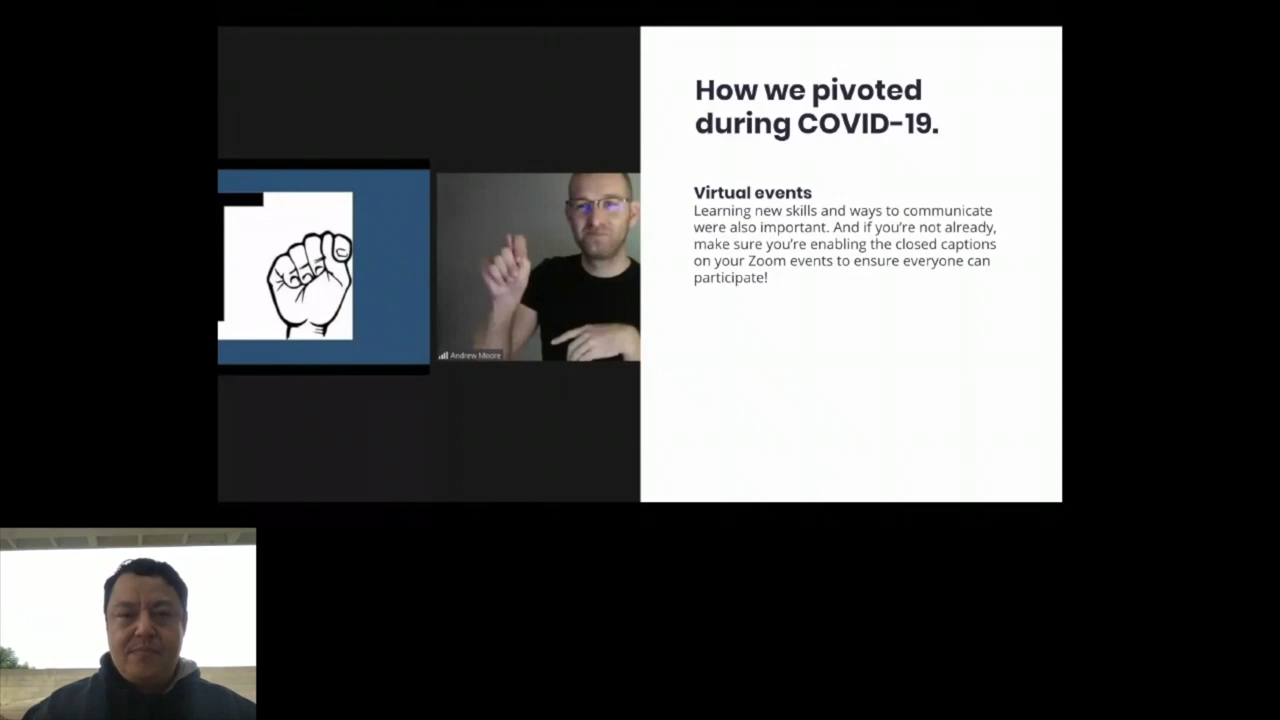 How we pivoted
during COVID-19.
Virtual events
Learning new skills and ways to communicate
were also important. And if you're not already,
make sure you're enabling the closed captions
on your Zoom events to ensure everyone can
participate!
Andrew Moore